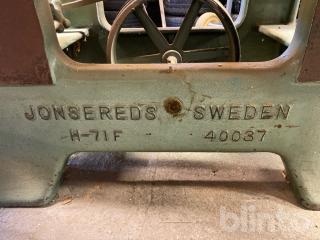 JONSEREDS SWEDEN
H-71F 40037
blinto